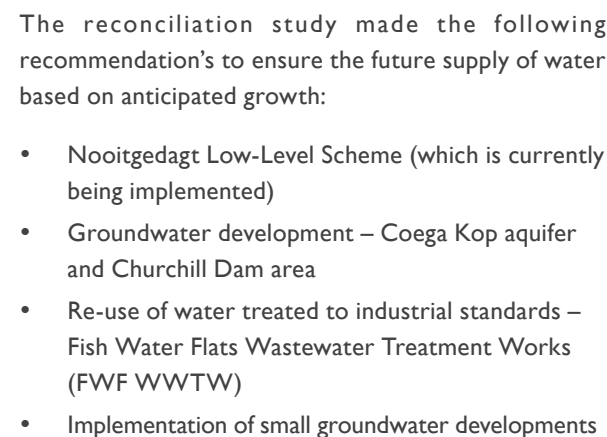 The reconciliation study made the following
recommendation's to ensure the future supply of water
based on anticipated growth:
• Nooitgedagt Low-Level Scheme (which is currently
being implemented)
• Groundwater development – Coega Kop aquifer
and Churchill Dam area
• Re-use of water treated to industrial standards –
Fish Water Flats Wastewater Treatment Works
(FWF WWTW)
• Implementation of small groundwater developments